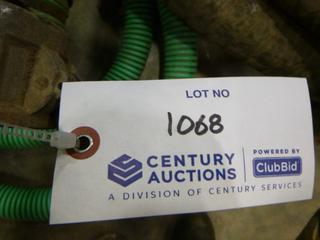 LOT NO
1068
CENTURY AUCTIONS
POWERED BY
ClubBid
A DIVISION OF CENTURY SERVICES